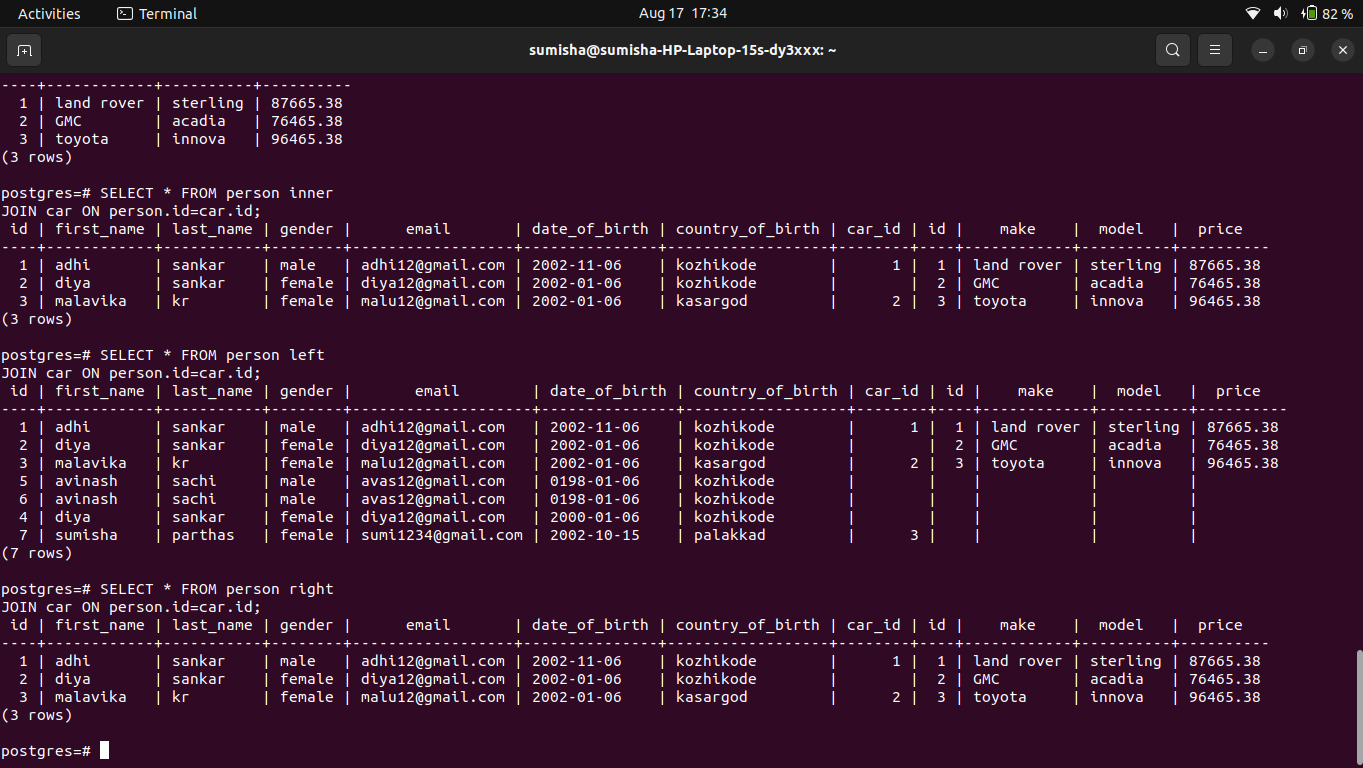 Activities Terminal Aug 17 17:34 82 %
sumisha@sumisha-HP-Laptop-15s-dy3xxx: ~
----+------------+-----------+----------
  1 | land rover | sterling | 87665.38
  2 | GMC        | acadia   | 76465.38
  3 | toyota     | innova   | 96465.38
(3 rows)
postgres=# SELECT * FROM person inner
JOIN car ON person.id=car.id;
 id | first_name | last_name | gender |      email       | date_of_birth | country_of_birth | car_id | id |    make    |  model   |  price
----+------------+-----------+--------+------------------+---------------+------------------+--------+----+------------+----------+----------
  1 | adhi       | sankar    | male   | adhi12@gmail.com | 2002-11-06    | kozhikode        |      1 |  1 | land rover | sterling | 87665.38
  2 | diya       | sankar    | female | diya12@gmail.com | 2002-01-06    | kozhikode        |        |  2 | GMC        | acadia   | 76465.38
  3 | malavika   | kr        | female | malu12@gmail.com | 2002-01-06    | kasargod         |      2 |  3 | toyota     | innova   | 96465.38
(3 rows)
postgres=# SELECT * FROM person left
JOIN car ON person.id=car.id;
 id | first_name | last_name | gender |       email        | date_of_birth | country_of_birth | car_id | id |    make    |  model   |  price
----+------------+-----------+--------+--------------------+---------------+------------------+--------+----+------------+----------+----------
  1 | adhi       | sankar    | male   | adhi12@gmail.com   | 2002-11-06    | kozhikode        |      1 |  1 | land rover | sterling | 87665.38
  2 | diya       | sankar    | female | diya12@gmail.com   | 2002-01-06    | kozhikode        |        |  2 | GMC        | acadia   | 76465.38
  3 | malavika   | kr        | female | malu12@gmail.com   | 2002-01-06    | kasargod         |      2 |  3 | toyota     | innova   | 96465.38
  5 | avinash    | sachi     | male   | avas12@gmail.com   | 0198-01-06    | kozhikode        |        |    |            |          |
  6 | avinash    | sachi     | male   | avas12@gmail.com   | 0198-01-06    | kozhikode        |        |    |            |          |
  4 | diya       | sankar    | female | diya12@gmail.com   | 2000-01-06    | kozhikode        |        |    |            |          |
  7 | sumisha    | parthas   | female | sumi1234@gmail.com | 2002-10-15    | palakkad         |      3 |    |            |          |
(7 rows)
postgres=# SELECT * FROM person right
JOIN car ON person.id=car.id;
 id | first_name | last_name | gender |      email       | date_of_birth | country_of_birth | car_id | id |    make    |  model   |  price
----+------------+-----------+--------+------------------+---------------+------------------+--------+----+------------+----------+----------
  1 | adhi       | sankar    | male   | adhi12@gmail.com | 2002-11-06    | kozhikode        |      1 |  1 | land rover | sterling | 87665.38
  2 | diya       | sankar    | female | diya12@gmail.com | 2002-01-06    | kozhikode        |        |  2 | GMC        | acadia   | 76465.38
  3 | malavika   | kr        | female | malu12@gmail.com | 2002-01-06    | kasargod         |      2 |  3 | toyota     | innova   | 96465.38
(3 rows)
postgres=#